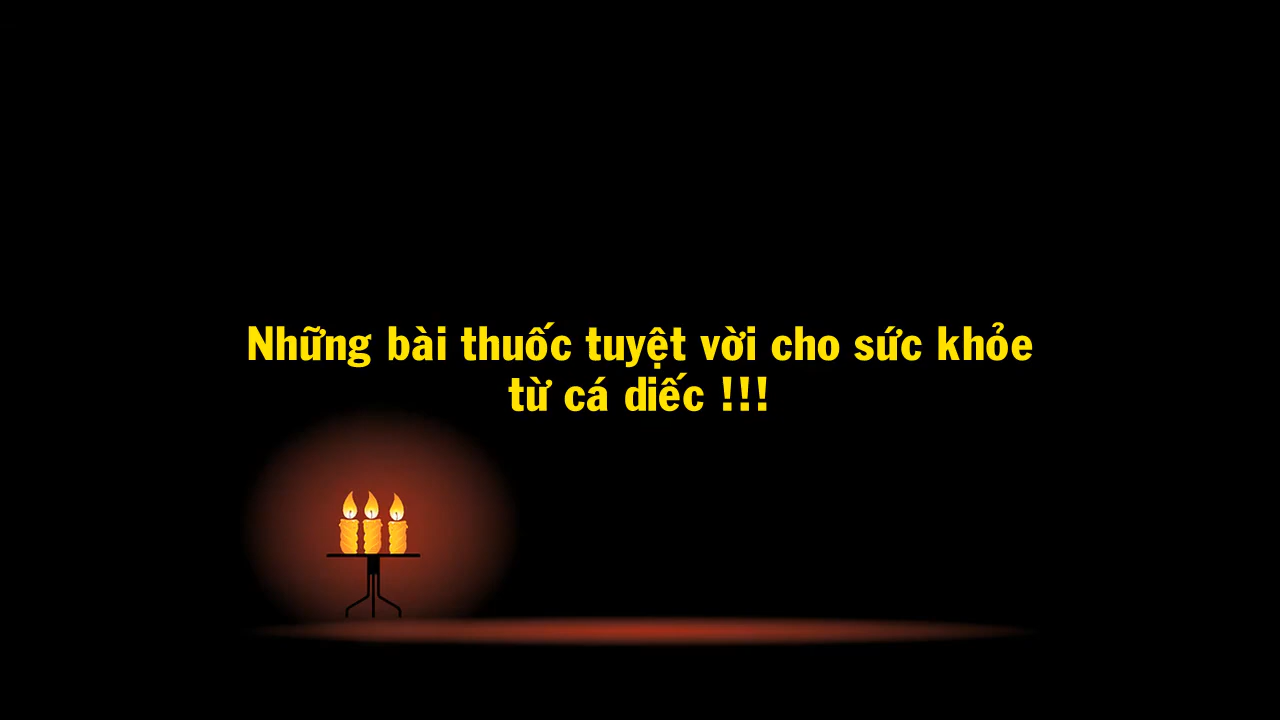 Những bài thuốc tuyệt vời cho sức khỏe
từ cá diếc !!!